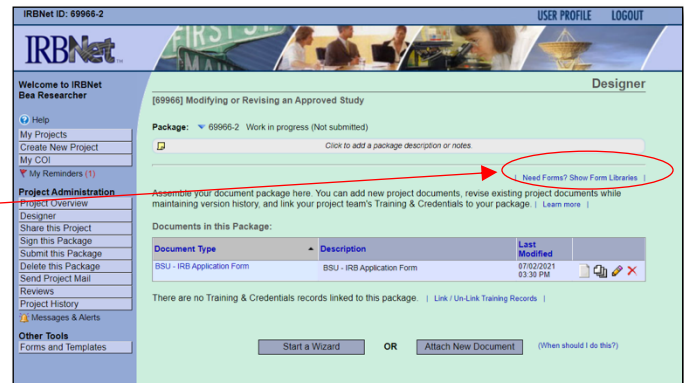 IRBNet ID: 69966-2
USER PROFILE LOGOUT
IRBNet
FIRST
MAIN
Welcome to IRBNet
Bea Researcher
Help
My Projects
Create New Project
My COI
My Reminders (1)
Project Administration
Project Overview
Designer
Share this Project
Sign this Package
Submit this Package
Delete this Package
Send Project Mail
Reviews
Project History
Messages & Alerts
Other Tools
Forms and Templates
Designer
[69966] Modifying or Revising an Approved Study
Package: 69966-2 Work in progress (Not submitted)
Click to add a package description or notes.
| Need Forms? Show Form Libraries |
Assemble your document package here. You can add new project documents, revise existing project documents while
maintaining version history, and link your project team's Training & Credentials to your package. | Learn more |
Documents in this Package:
Document Type Description Last Modified
BSU - IRB Application Form BSU - IRB Application Form 07/02/2021 03:30 PM
There are no Training & Credentials records linked to this package. | Link / Un-Link Training Records |
Start a Wizard OR Attach New Document (When should I do this?)